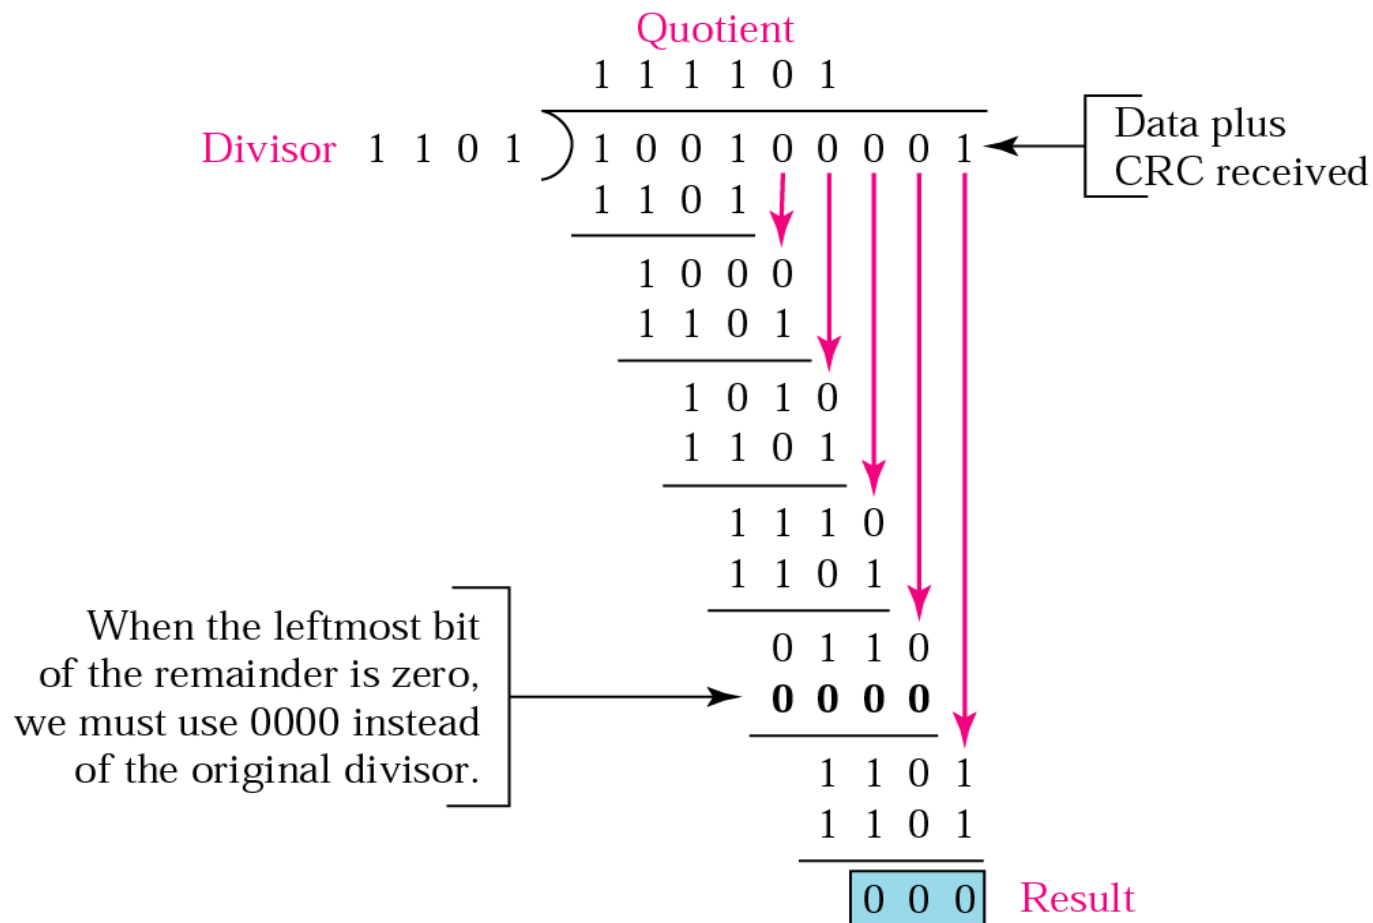 Quotient
1 1 1 1 0 1
Divisor 1 1 0 1 1 0 0 1 0 0 0 0 1
Data plus
CRC received
1 1 0 1
1 0 0 0
1 1 0 1
1 0 1 0
1 1 0 1
1 1 1 0
1 1 0 1
When the leftmost bit
of the remainder is zero,
we must use 0000 instead
of the original divisor.
0 1 1 0
0 0 0 0
1 1 0 1
1 1 0 1
0 0 0 Result